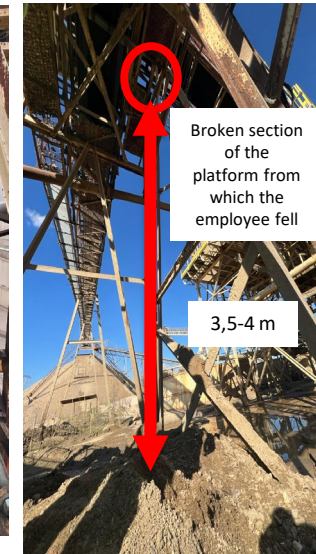 Broken section
of the
platform from
which the
employee fell
3,5-4 m